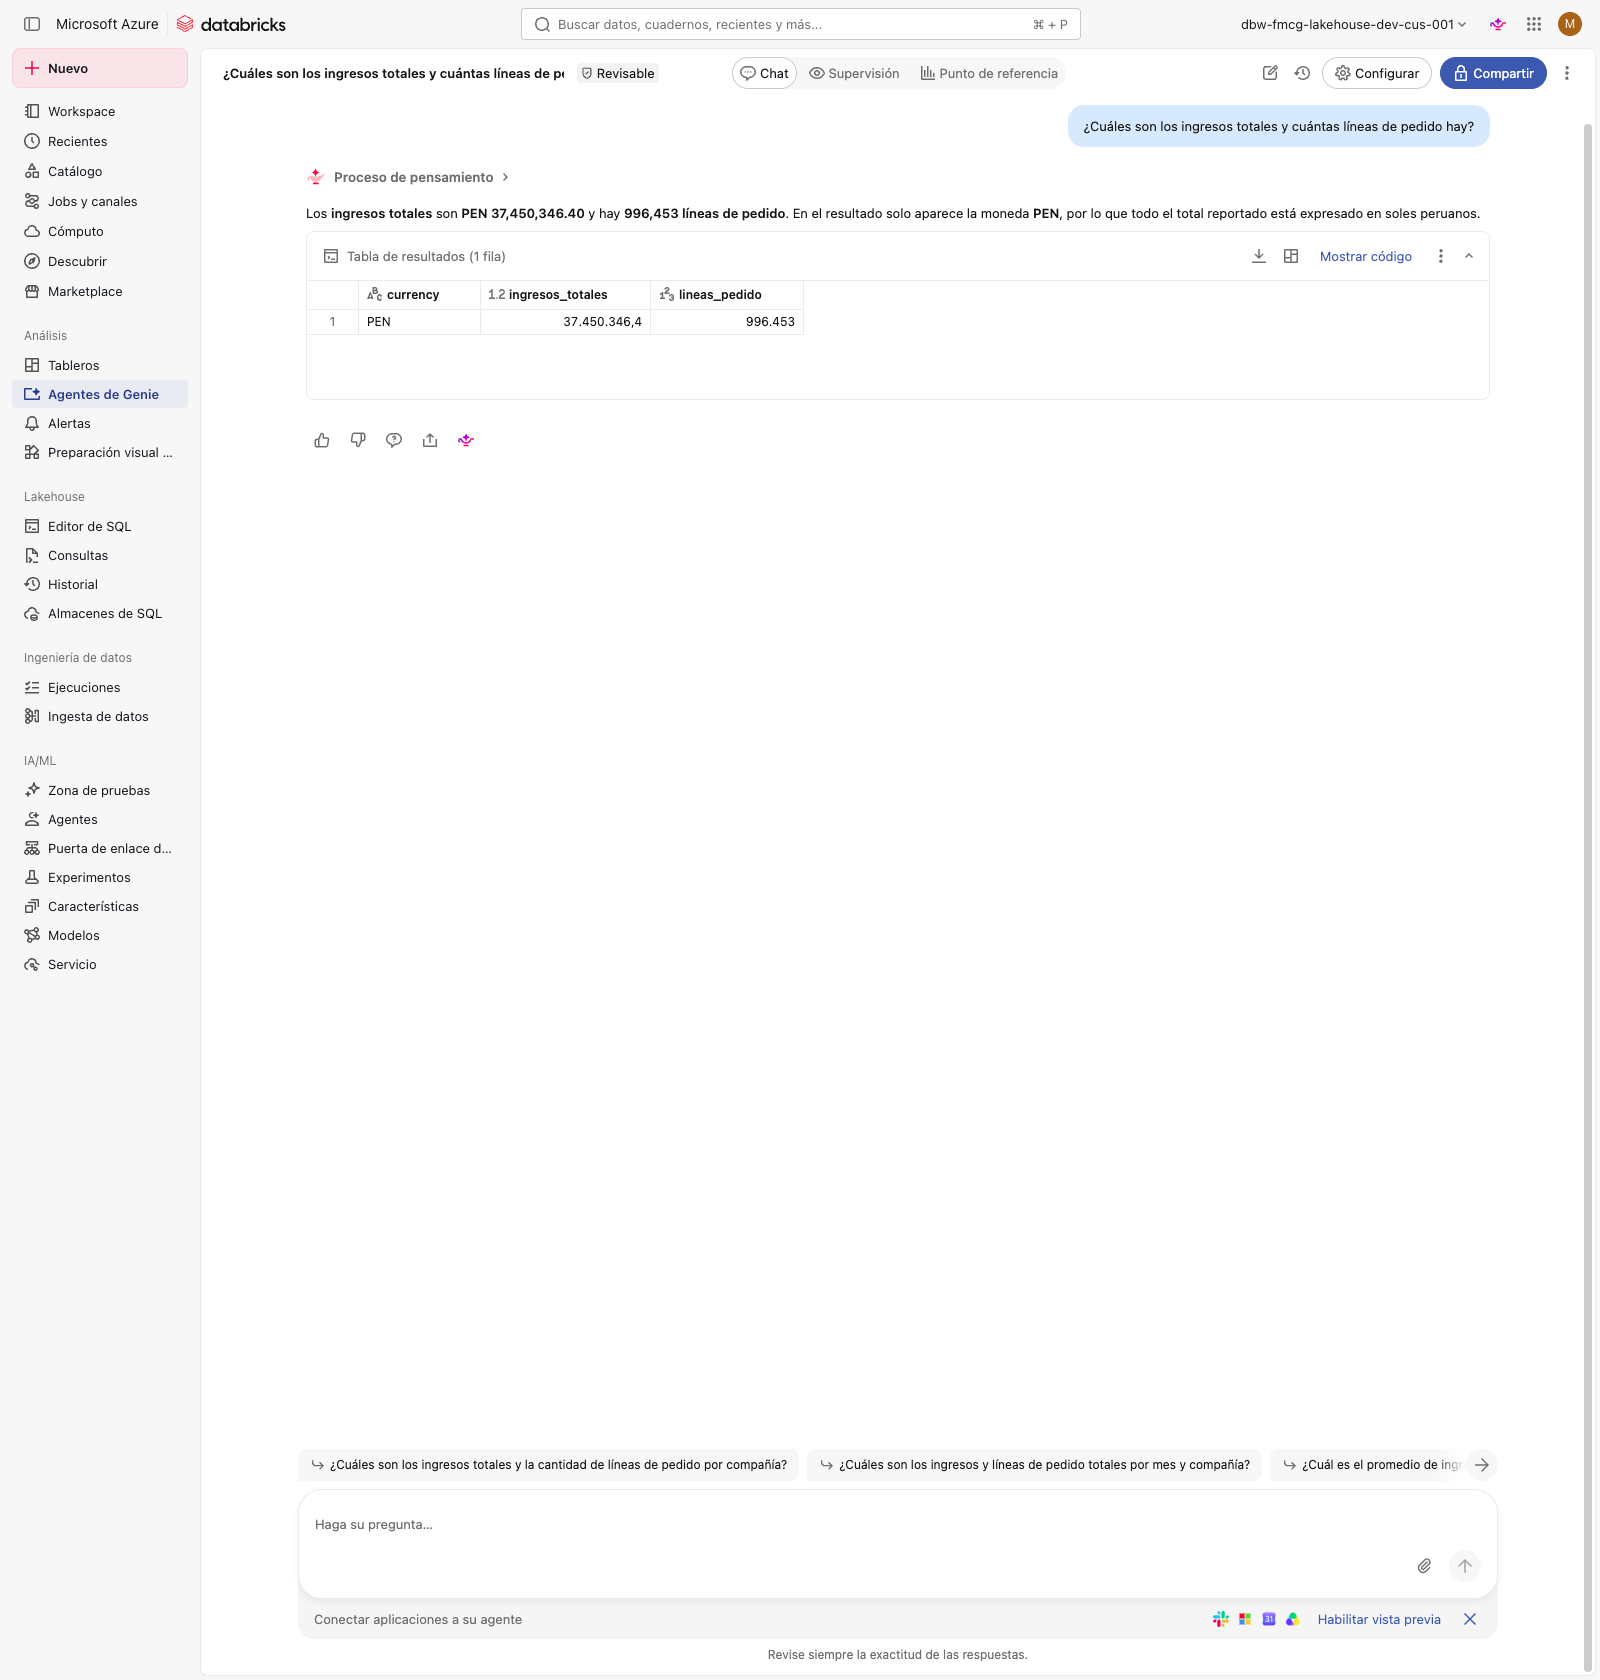 Microsoft Azure
databricks
Buscar datos, cuadernos, recientes y más...
⌘ + P
dbw-fmcg-lakehouse-dev-cus-001
M
Nuevo
Workspace
Recientes
Catálogo
Jobs y canales
Cómputo
Descubrir
Marketplace
Análisis
Tableros
Agentes de Genie
Alertas
Preparación visual ...
Lakehouse
Editor de SQL
Consultas
Historial
Almacenes de SQL
Ingeniería de datos
Ejecuciones
Ingesta de datos
IA/ML
Zona de pruebas
Agentes
Puerta de enlace d...
Experimentos
Características
Modelos
Servicio
¿Cuáles son los ingresos totales y cuántas líneas de pe
Revisable
Chat
Supervisión
Punto de referencia
Configurar
Compartir
¿Cuáles son los ingresos totales y cuántas líneas de pedido hay?
Proceso de pensamiento
Los ingresos totales son PEN 37,450,346.40 y hay 996,453 líneas de pedido. En el resultado solo aparece la moneda PEN, por lo que todo el total reportado está expresado en soles peruanos.
Tabla de resultados (1 fila)
Mostrar código
ABC currency 1.2 ingresos_totales 123 lineas_pedido
1 PEN 37.450.346,4 996.453
¿Cuáles son los ingresos totales y la cantidad de líneas de pedido por compañía?
¿Cuáles son los ingresos y líneas de pedido totales por mes y compañía?
¿Cuál es el promedio de ingr
Haga su pregunta...
Conectar aplicaciones a su agente
31
Habilitar vista previa
Revise siempre la exactitud de las respuestas.